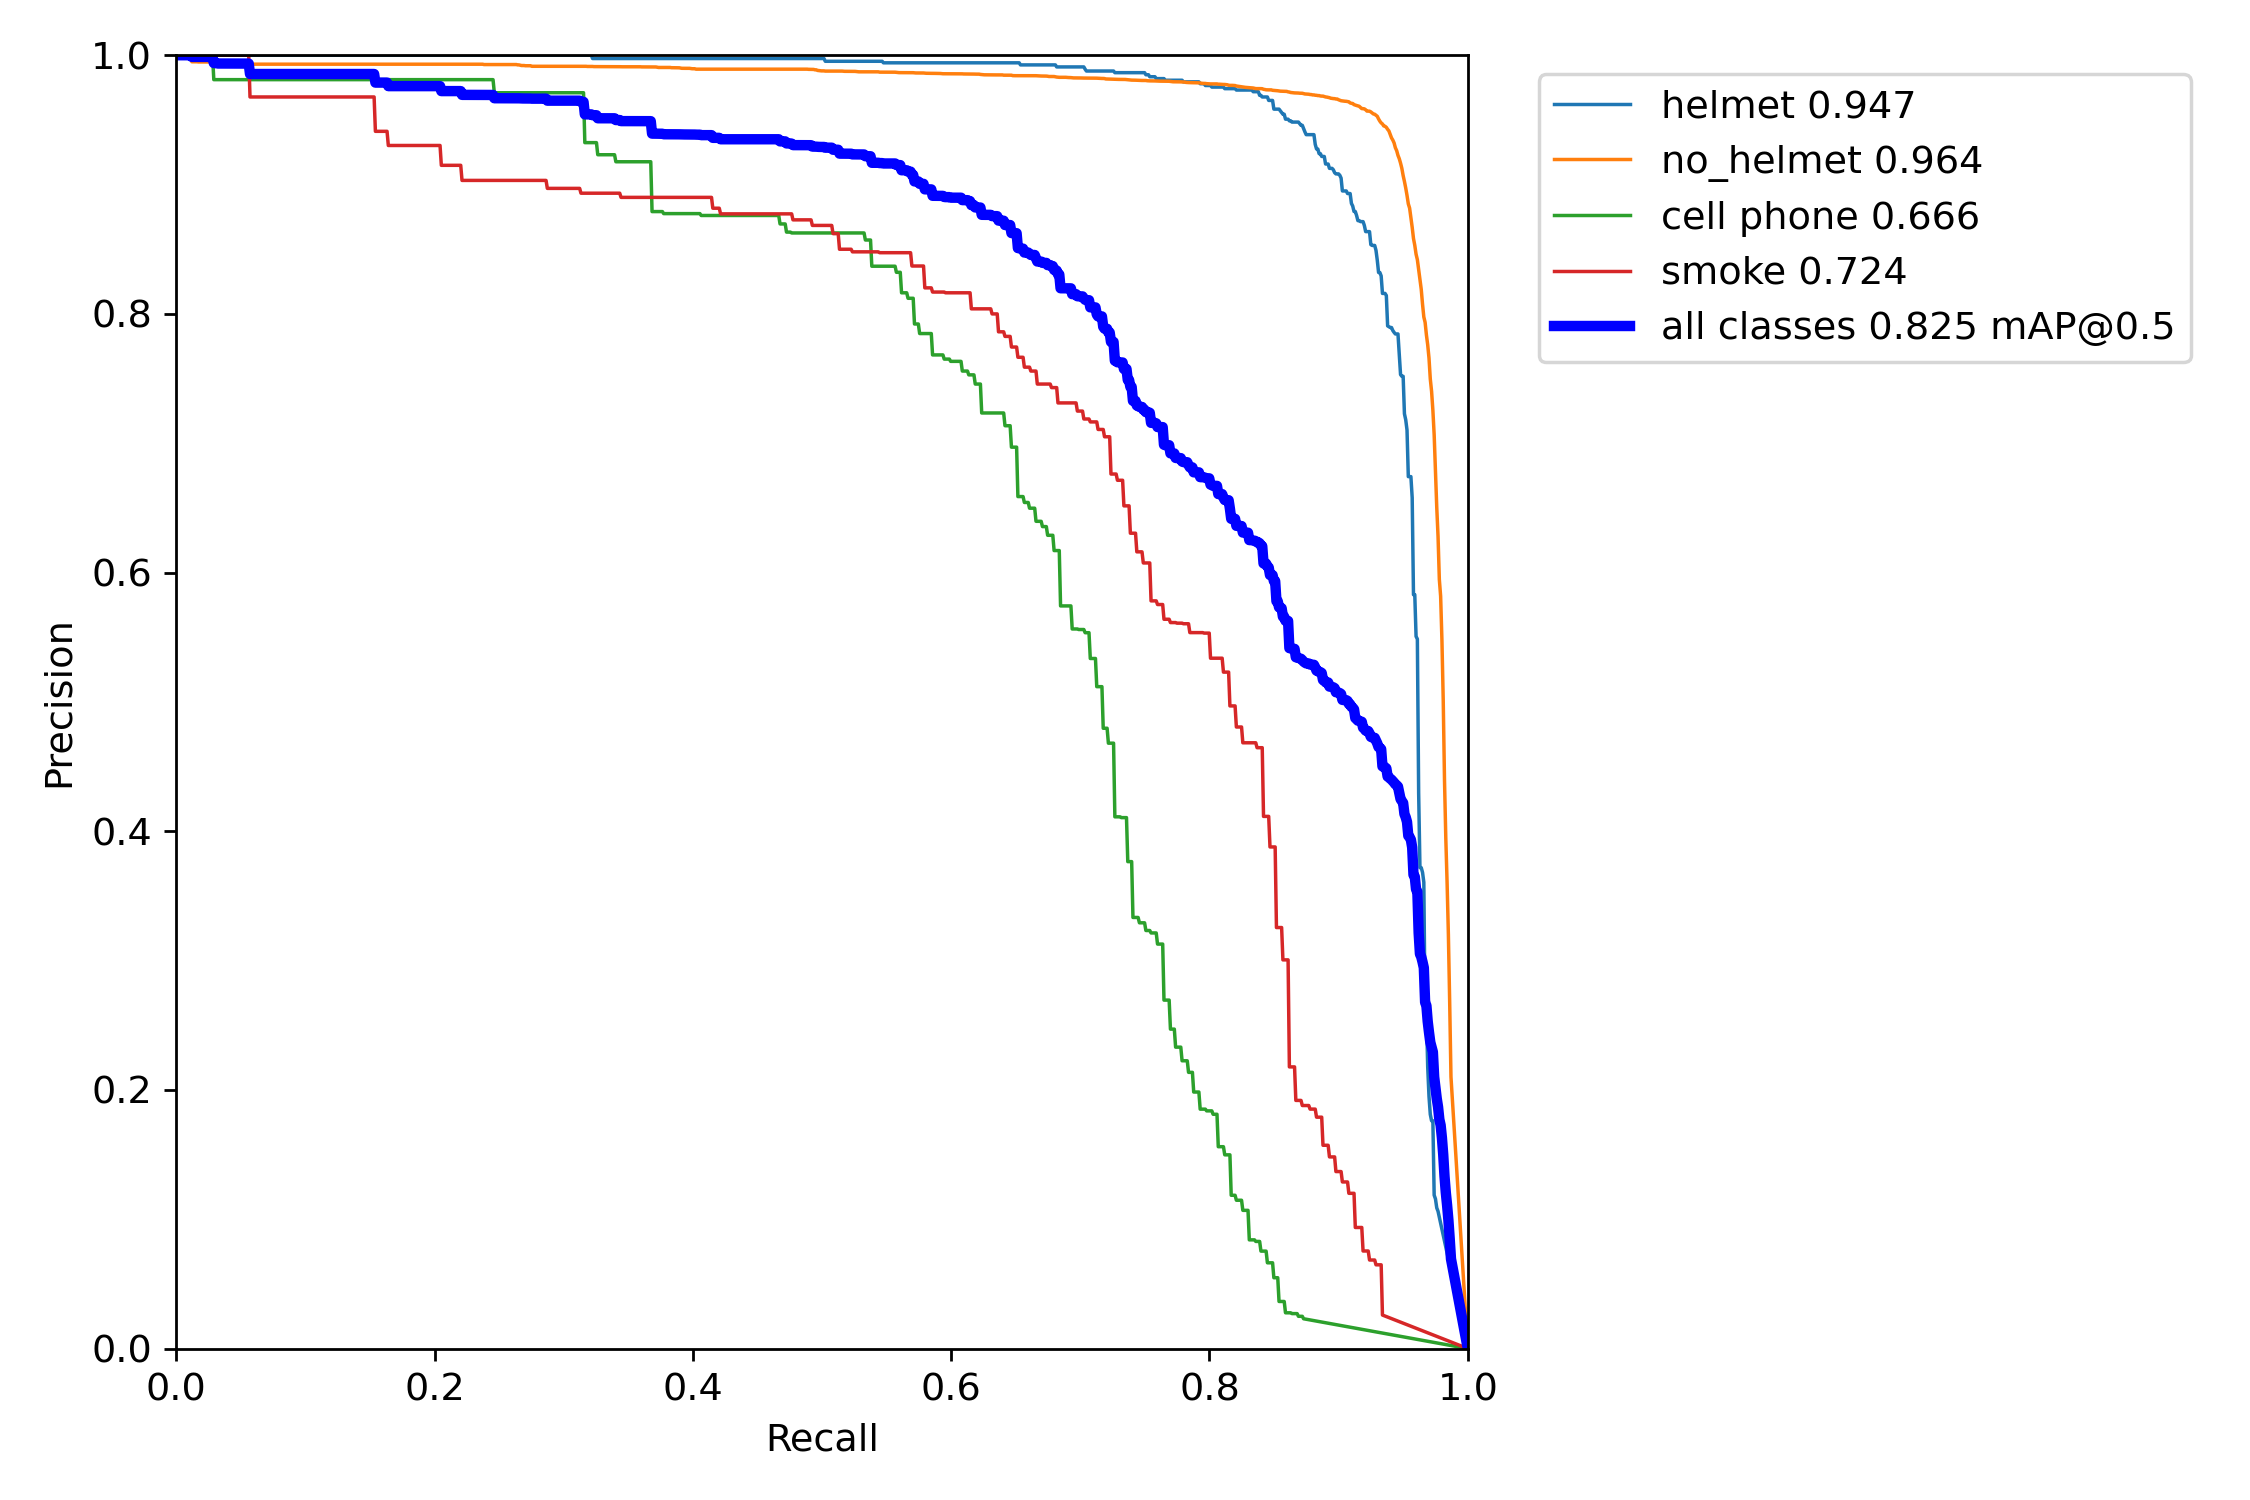 1.0
0.8
0.6
0.4
0.2
0.0
Precision
0.0 0.2 0.4 0.6 0.8 1.0
Recall
helmet 0.947
no_helmet 0.964
cell phone 0.666
smoke 0.724
all classes 0.825 mAP@0.5